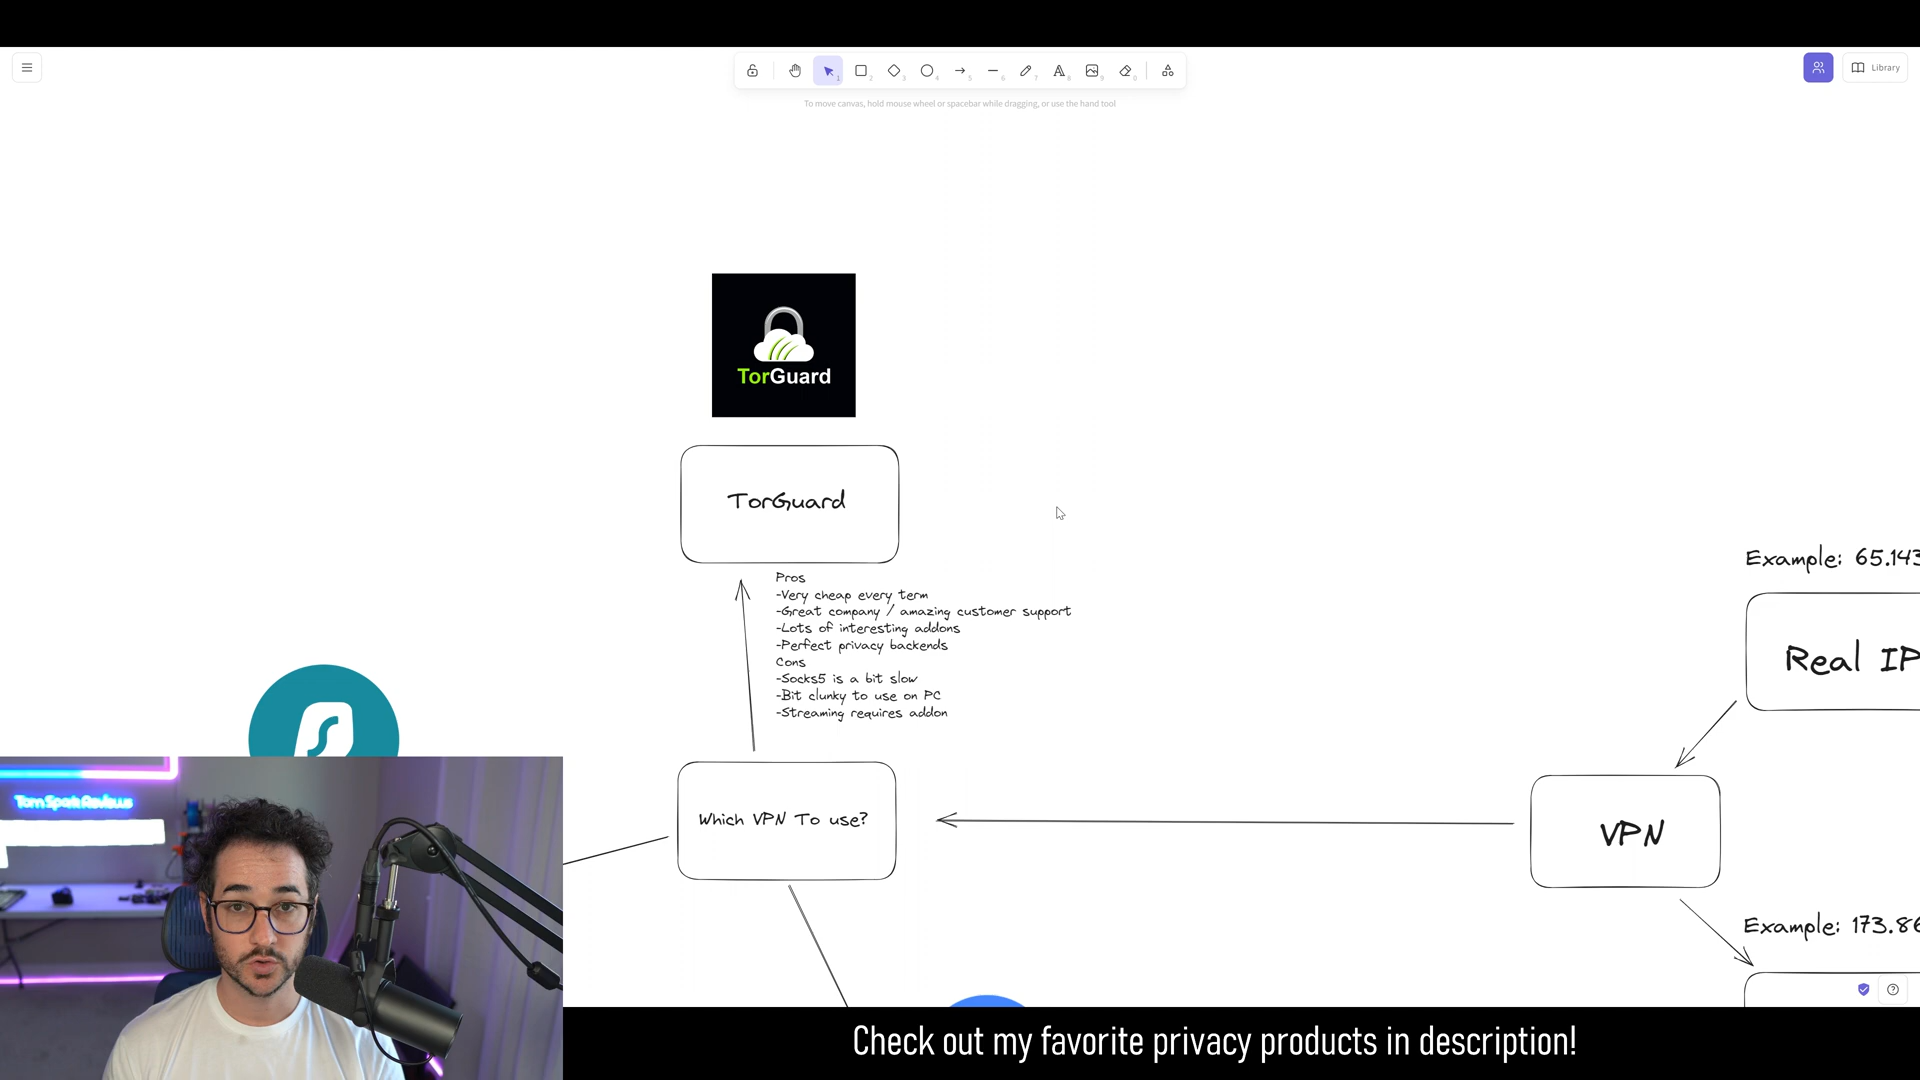 Library
To move canvas, hold mouse wheel or spacebar while dragging, or use the hand tool
TorGuard
TorGuard
Pros
-Very cheap every term
-Great company / amazing customer support
-Lots of interesting addons
-Perfect privacy backends
Cons
-Socks5 is a bit slow
-Bit clunky to use on PC
-Streaming requires addon
Example: 65.143
Real IP
Which VPN To use?
VPN
Example: 173.86
Tom Spark Reviews
Check out my favorite privacy products in description!